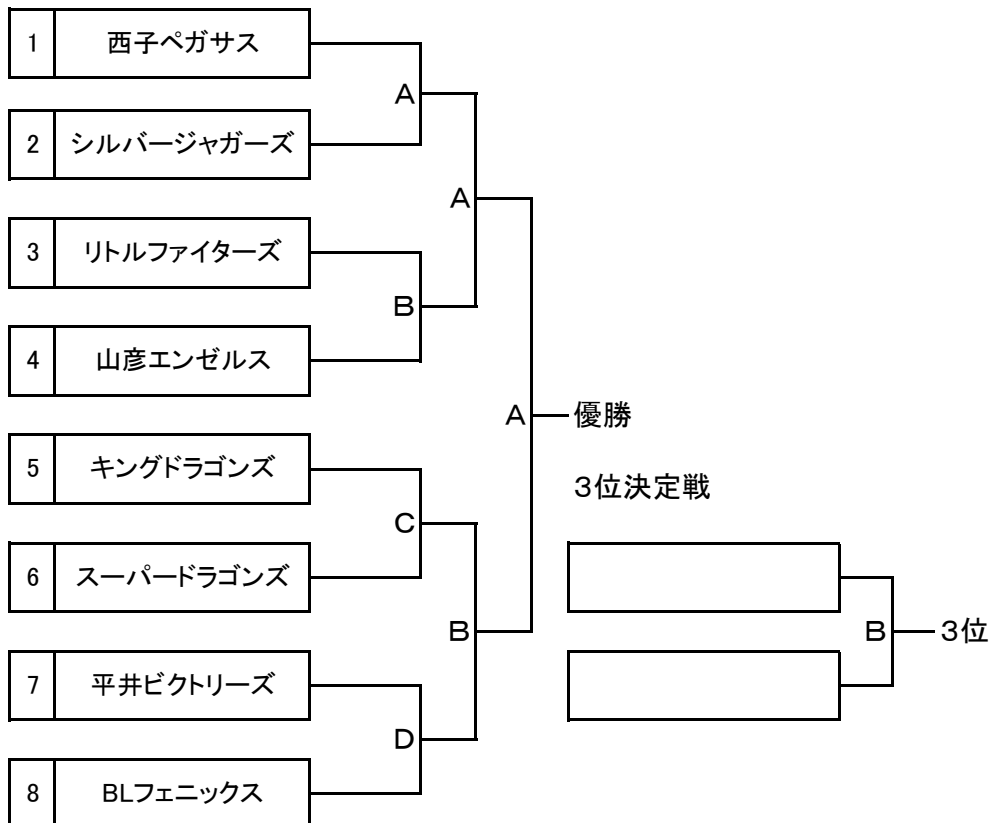 1 西子ペガサス
A
2 シルバージャガーズ
A
3 リトルファイターズ
B
4 山彦エンゼルス
A 優勝
5 キングドラゴンズ
3位決定戦
C
6 スーパードラゴンズ
B
B 3位
7 平井ビクトリーズ
D
8 BLフェニックス